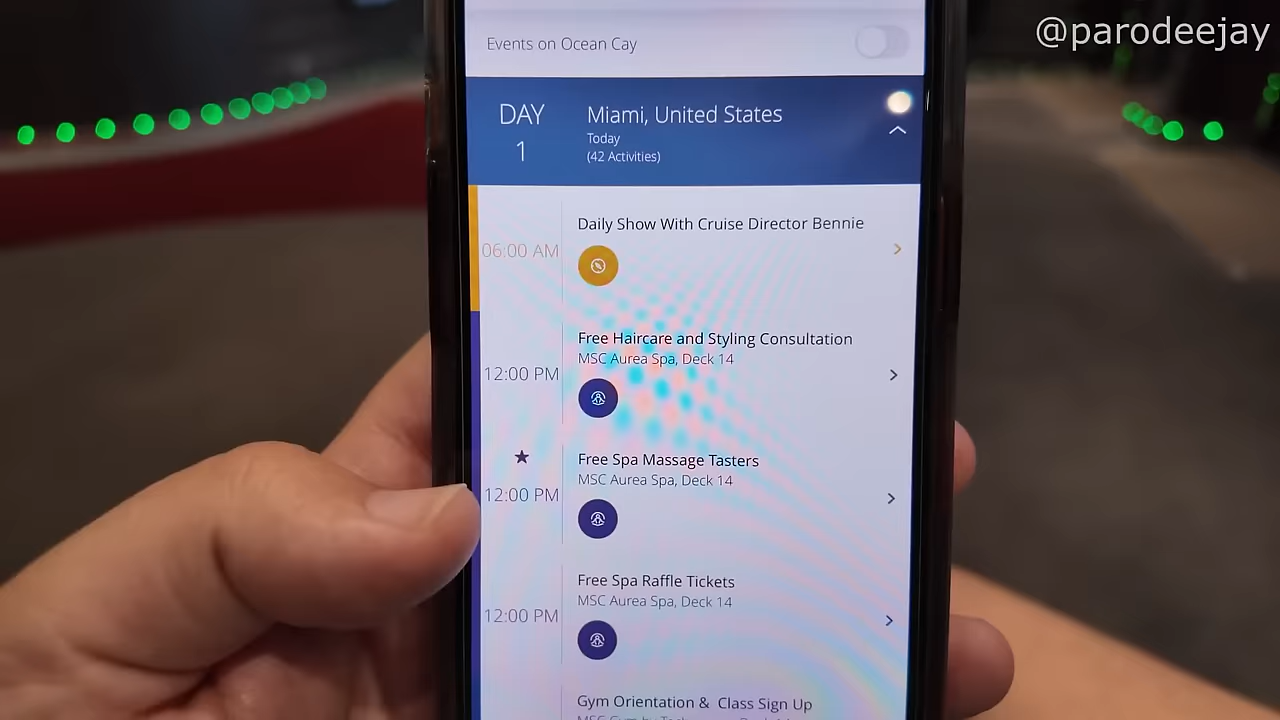 @parodeejay
Events on Ocean Cay
DAY
1
Miami, United States
Today
(42 Activities)
06:00 AM
Daily Show With Cruise Director Bennie
12:00 PM
Free Haircare and Styling Consultation
MSC Aurea Spa, Deck 14
12:00 PM
Free Spa Massage Tasters
MSC Aurea Spa, Deck 14
12:00 PM
Free Spa Raffle Tickets
MSC Aurea Spa, Deck 14
Gym Orientation & Class Sign Up
MSC Gym by